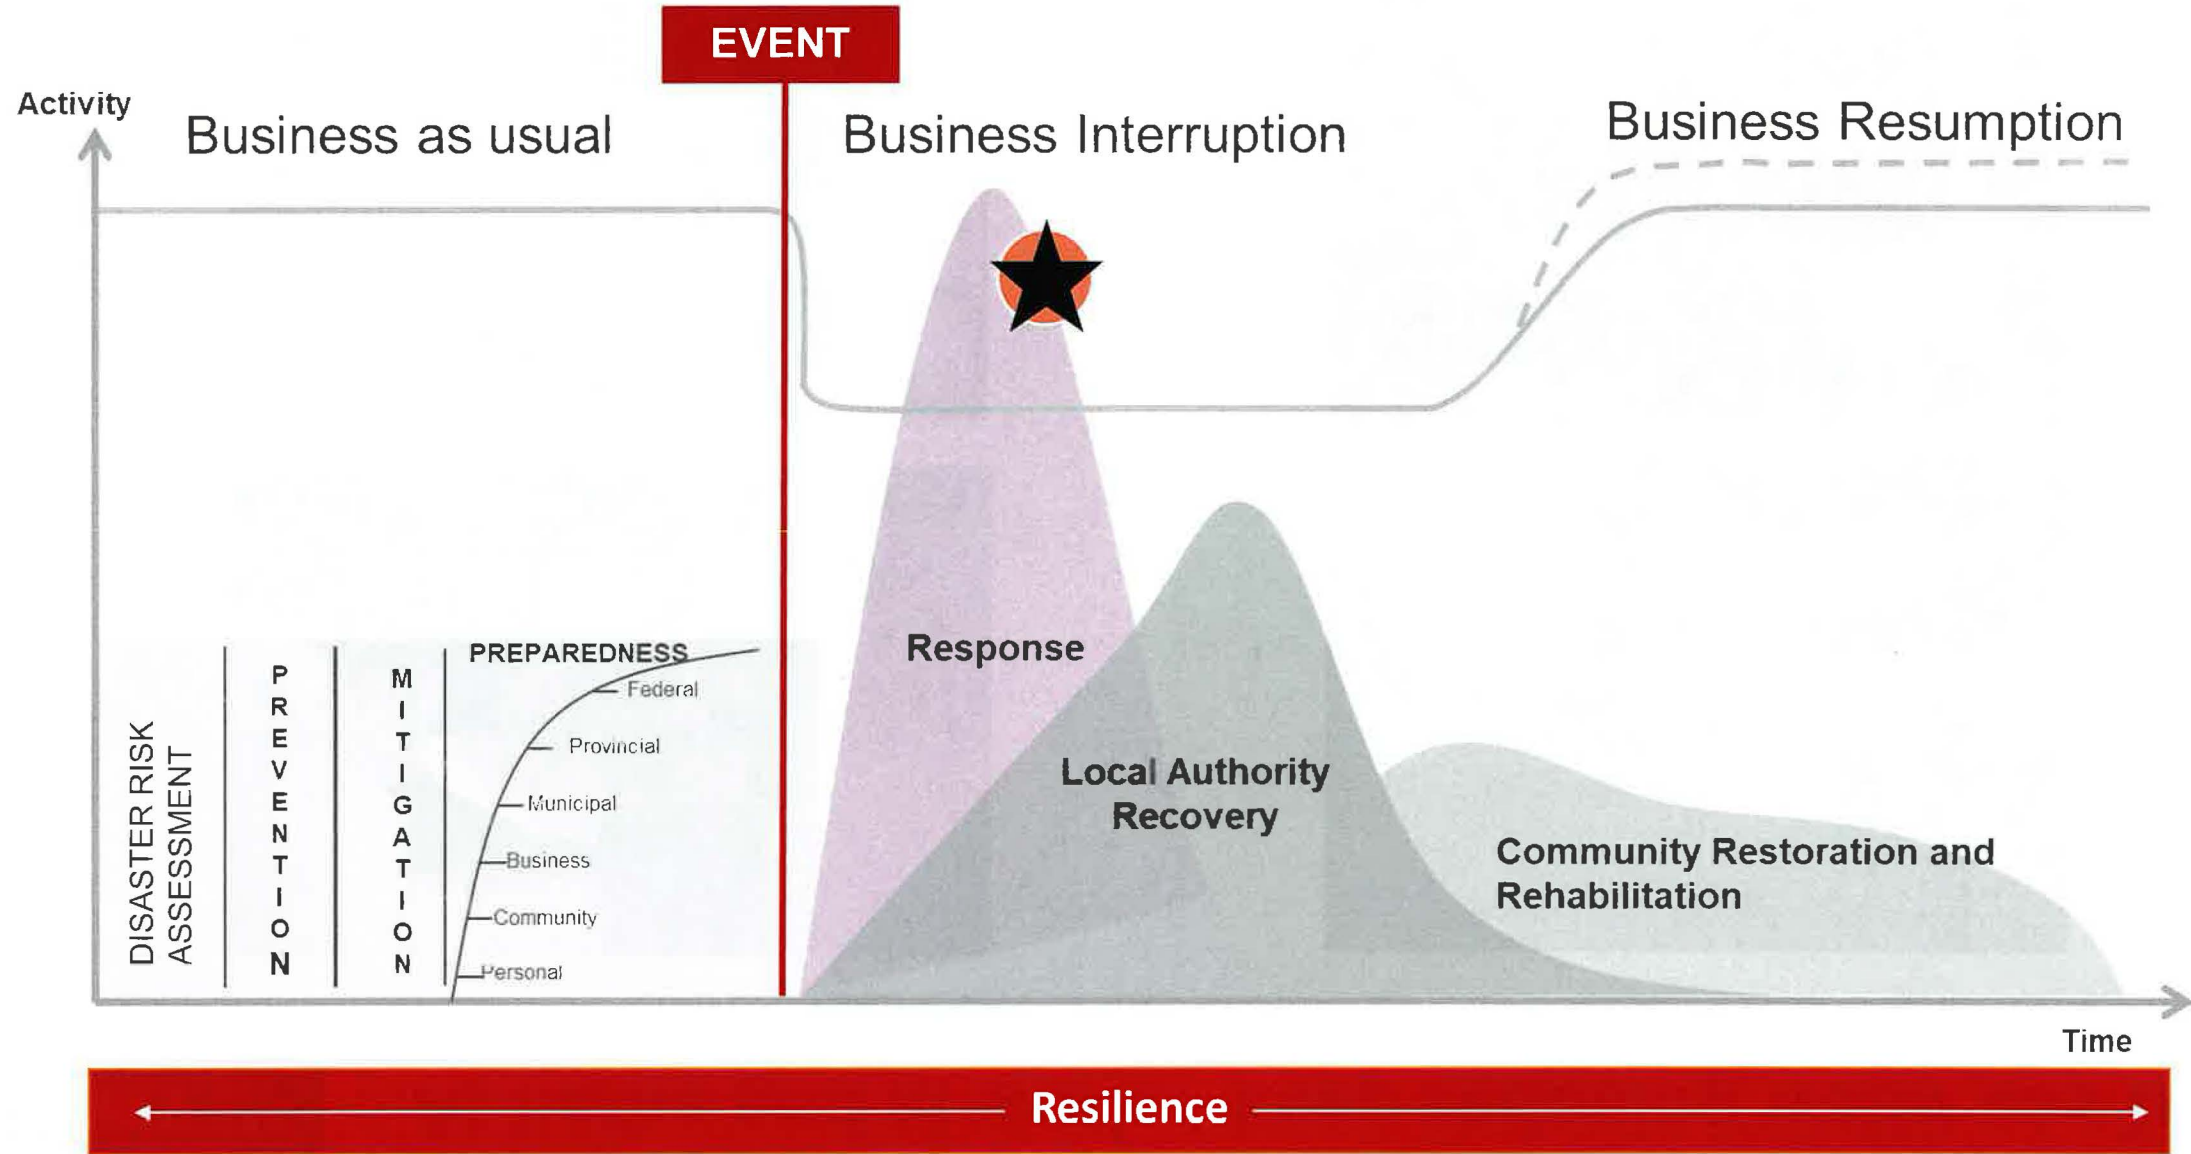 EVENT
Activity
Business as usual
Business Interruption
Business Resumption
DISASTER RISK
ASSESSMENT
PREVENTION
MITIGATION
PREPAREDNESS
Federal
Provincial
Municipal
Business
Community
Personal
Response
Local Authority
Recovery
Community Restoration and
Rehabilitation
Time
Resilience